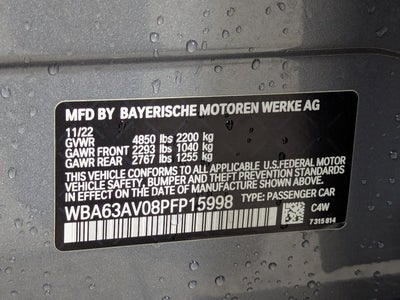 MFD BY BAYERISCHE MOTOREN WERKE AG
11/22
GVWR 4850 lbs 2200 kg
GAWR FRONT 2293 lbs 1040 kg
GAWR REAR 2767 lbs 1255 kg
THIS VEHICLE CONFORMS TO ALL APPLICABLE U.S.FEDERAL MOTOR
VEHICLE SAFETY, BUMPER AND THEFT PREVENTION STANDARDS
IN EFFECT ON THE DATE OF MANUFACTURE SHOWN ABOVE.
WBA63AV08PFP15998 TYPE: PASSENGER CAR
C4W
7 315 814